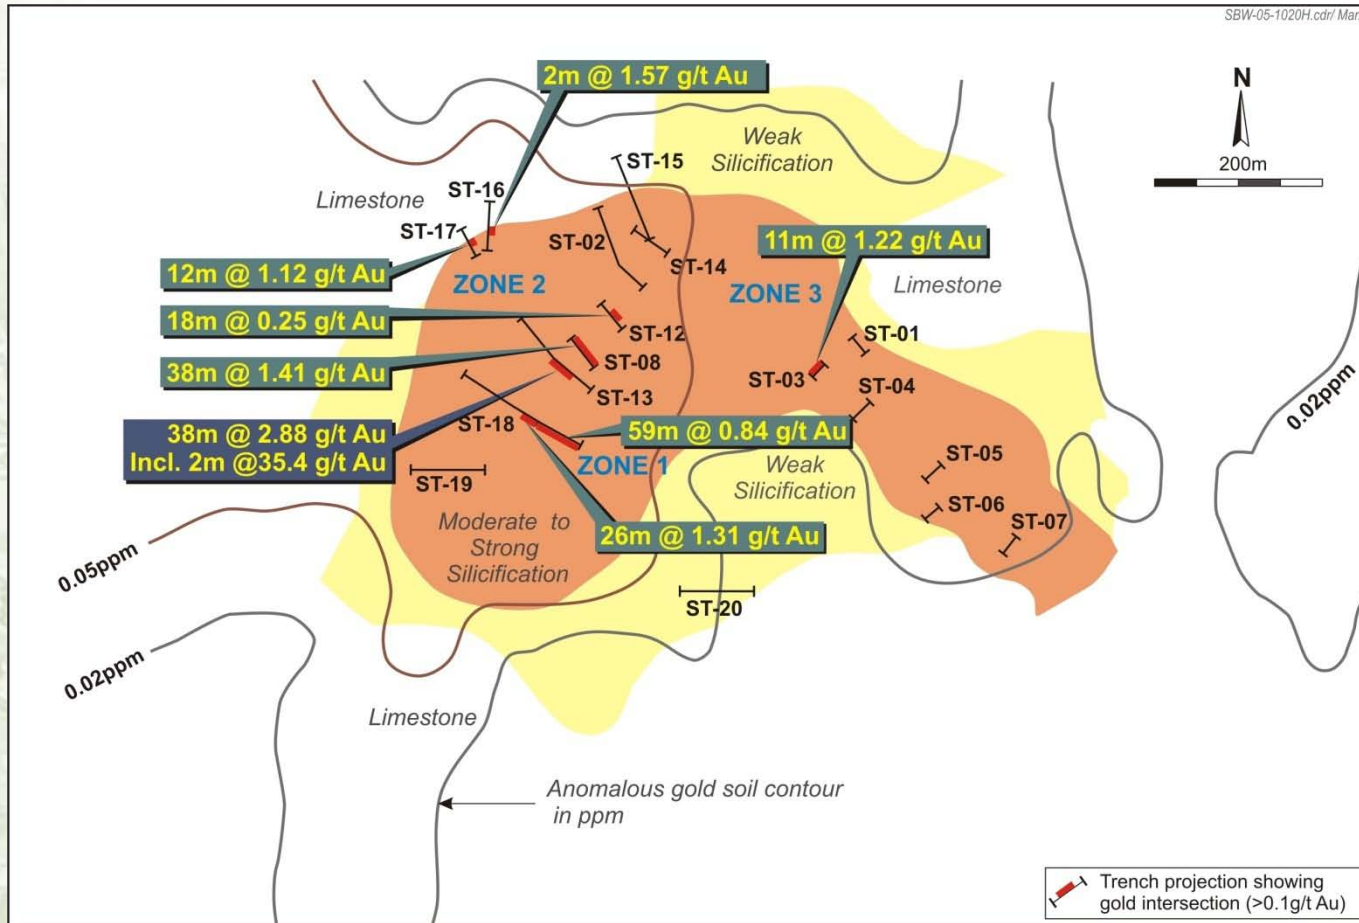 SBW-05-1020H.cdr/ Mar
2m @ 1.57 g/t Au
N
200m
Weak
Silicification
ST-15
ST-16
Limestone
ST-17
ST-02
ST-14
11m @ 1.22 g/t Au
12m @ 1.12 g/t Au
ZONE 2
ZONE 3
Limestone
18m @ 0.25 g/t Au
ST-12
ST-01
ST-08
38m @ 1.41 g/t Au
ST-03
ST-04
ST-13
0.02ppm
38m @ 2.88 g/t Au
Incl. 2m @35.4 g/t Au
ST-18
59m @ 0.84 g/t Au
ZONE 1
Weak
Silicification
ST-05
ST-19
ST-06
Moderate to
Strong
Silicification
26m @ 1.31 g/t Au
ST-07
0.05ppm
ST-20
0.02ppm
Limestone
Anomalous gold soil contour
in ppm
Trench projection showing
gold intersection (>0.1g/t Au)